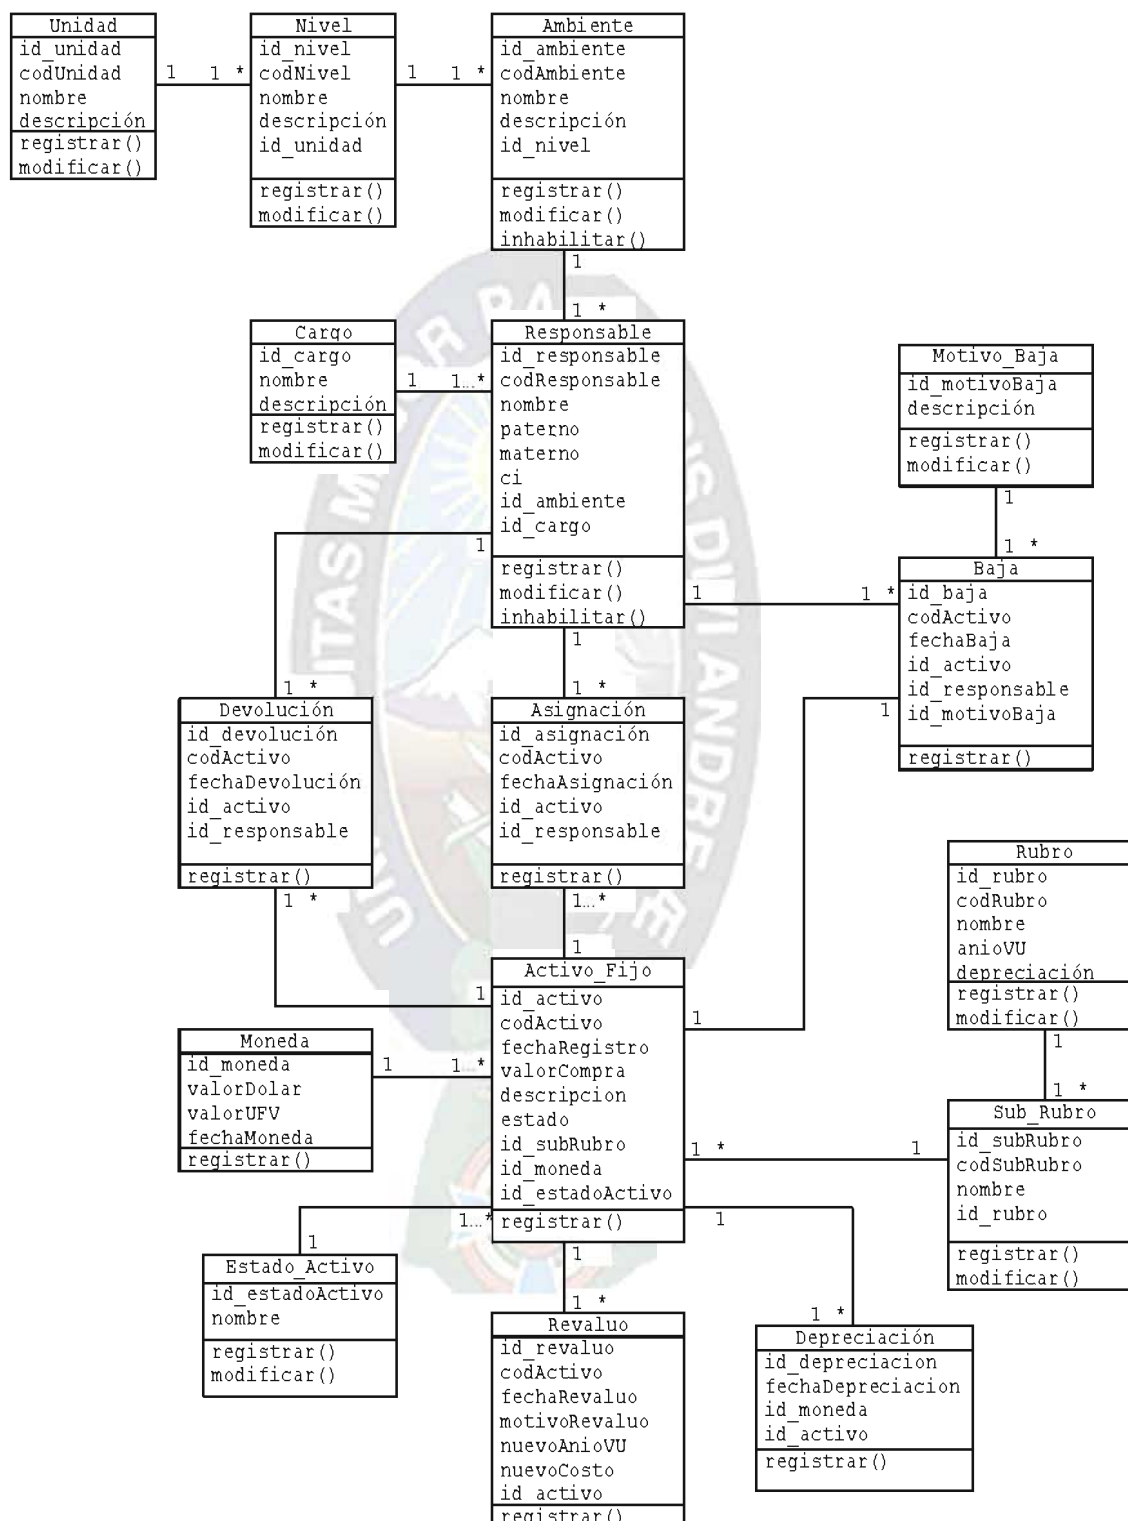 Unidad
id_unidad
codUnidad
nombre
descripción
registrar()
modificar()
1
1 *
Nivel
id_nivel
codNivel
nombre
descripción
id_unidad
registrar()
modificar()
1
1 *
Ambiente
id_ambiente
codAmbiente
nombre
descripción
id_nivel
registrar()
modificar()
inhabilitar()
1
1 *
Cargo
id_cargo
nombre
descripción
registrar()
modificar()
1
1...*
Responsable
id_responsable
codResponsable
nombre
paterno
materno
ci
id_ambiente
id_cargo
registrar()
modificar()
inhabilitar()
1
1
1
1 *
Motivo_Baja
id_motivoBaja
descripción
registrar()
modificar()
1
1 *
Baja
id_baja
codActivo
fechaBaja
id_activo
id_responsable
id_motivoBaja
registrar()
1
1 *
Devolución
id_devolución
codActivo
fechaDevolución
id_activo
id_responsable
registrar()
1 *
1 *
Asignación
id_asignación
codActivo
fechaAsignación
id_activo
id_responsable
registrar()
1...*
1
Rubro
id_rubro
codRubro
nombre
anioVU
depreciación
registrar()
modificar()
1
1 *
Activo_Fijo
id_activo
codActivo
fechaRegistro
valorCompra
descripcion
estado
id_subRubro
id_moneda
id_estadoActivo
registrar()
1
1
Moneda
id_moneda
valorDolar
valorUFV
fechaMoneda
registrar()
1
1...*
Sub_Rubro
id_subRubro
codSubRubro
nombre
id_rubro
registrar()
modificar()
1 *
1
1...*
1
Estado_Activo
id_estadoActivo
nombre
registrar()
modificar()
1
1 *
Revaluo
id_revaluo
codActivo
fechaRevaluo
motivoRevaluo
nuevoAnioVU
nuevoCosto
id_activo
registrar()
1
1 *
Depreciación
id_depreciacion
fechaDepreciacion
id_moneda
id_activo
registrar()